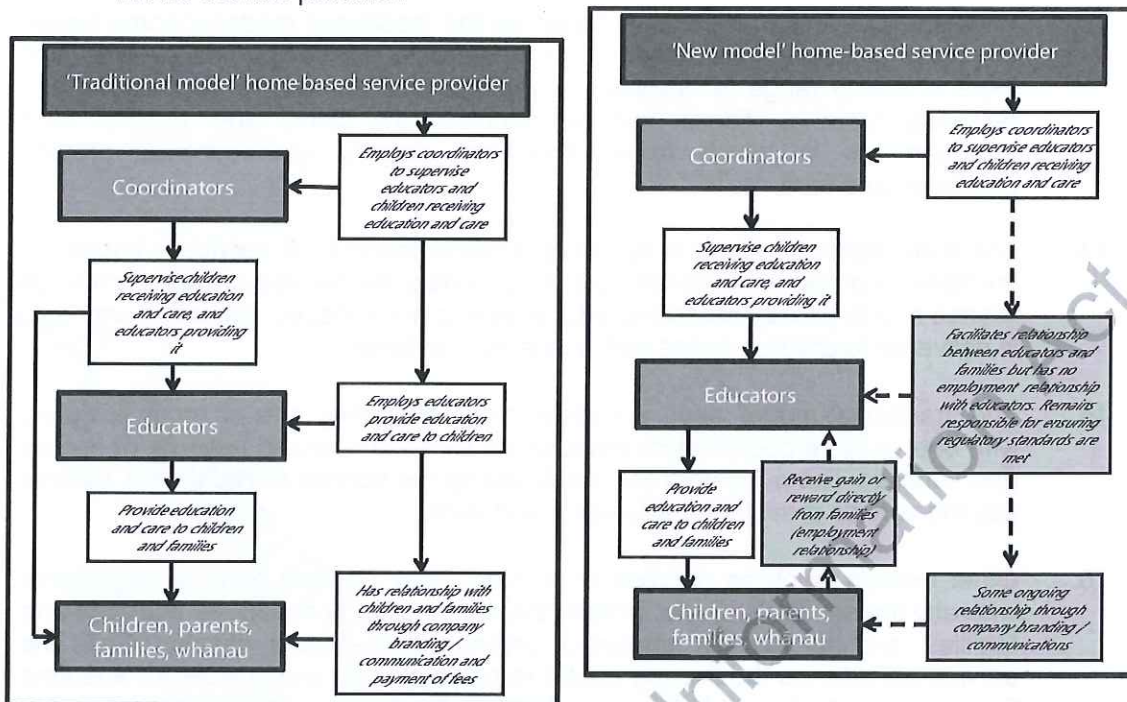 'Traditional model' home based service provider
Coordinators
Employs coordinators
to supervise
educators and
children receiving
education and care
Supervise children
receiving education
and care, and
educators providing
it
Educators
Employs educators
provide education
and care to children
Provide education
and care to children
and families
Children, parents,
families, whānau
Has relationship with
children and families
through company
branding /
communication and
payment of fees
'New model' home-based service provider
Coordinators
Employs coordinators
to supervise educators
and children receiving
education and care
Supervise children
receiving education
and care, and
educators providing it
Educators
Facilitates relationship
between educators and
families but has no
employment relationship
with educators. Remains
responsible for ensuring
regulatory standards are
met
Provide
education and
care to children
and families
Receive gain or
reward directly
from families
(employment
relationship)
Children, parents,
families, whānau
Some ongoing
relationship through
company branding /
communications
Information Act